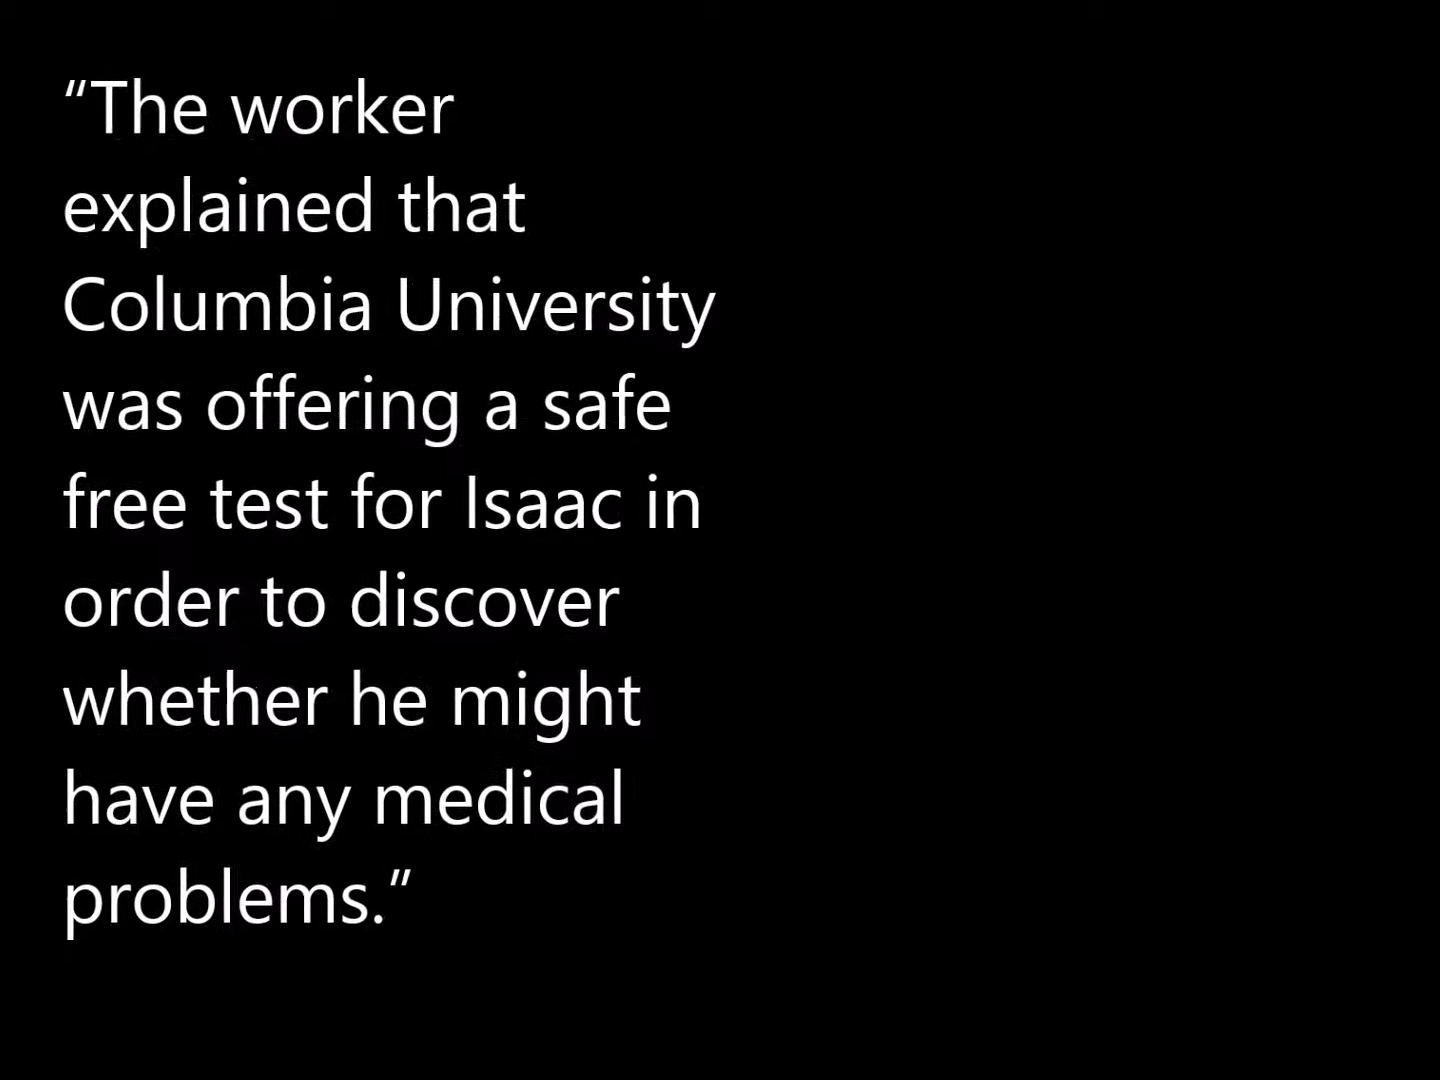 “The worker
explained that
Columbia University
was offering a safe
free test for Isaac in
order to discover
whether he might
have any medical
problems.”